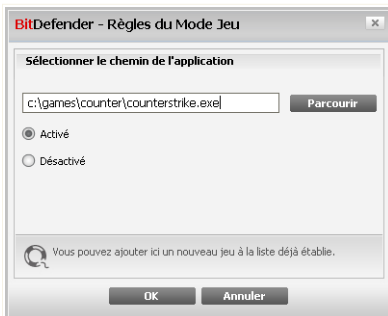 BitDefender - Règles du Mode Jeu
Sélectionner le chemin de l'application
c:\games\counter\counterstrike.exe
Parcourir
Activé
Désactivé
Vous pouvez ajouter ici un nouveau jeu à la liste déjà établie.
OK
Annuler